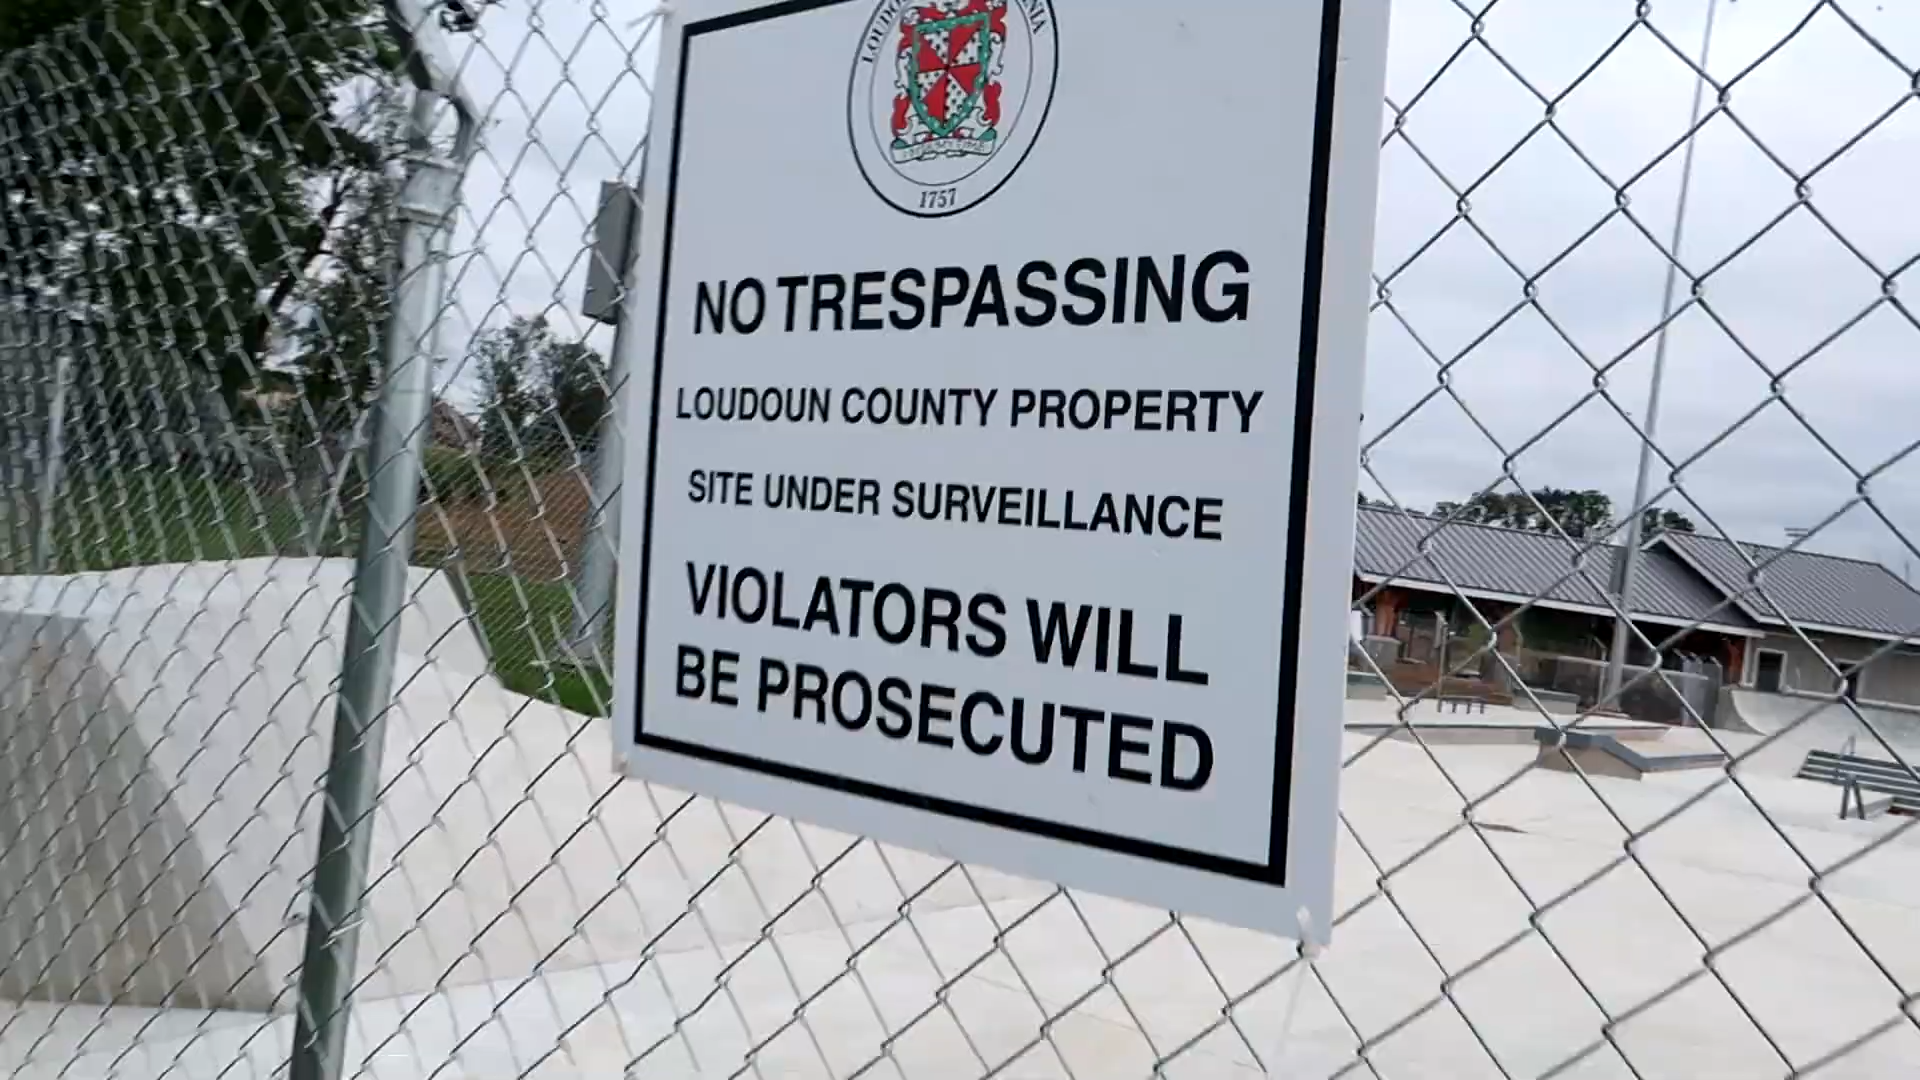 1757
NO TRESPASSING
LOUDOUN COUNTY PROPERTY
SITE UNDER SURVEILLANCE
VIOLATORS WILL
BE PROSECUTED